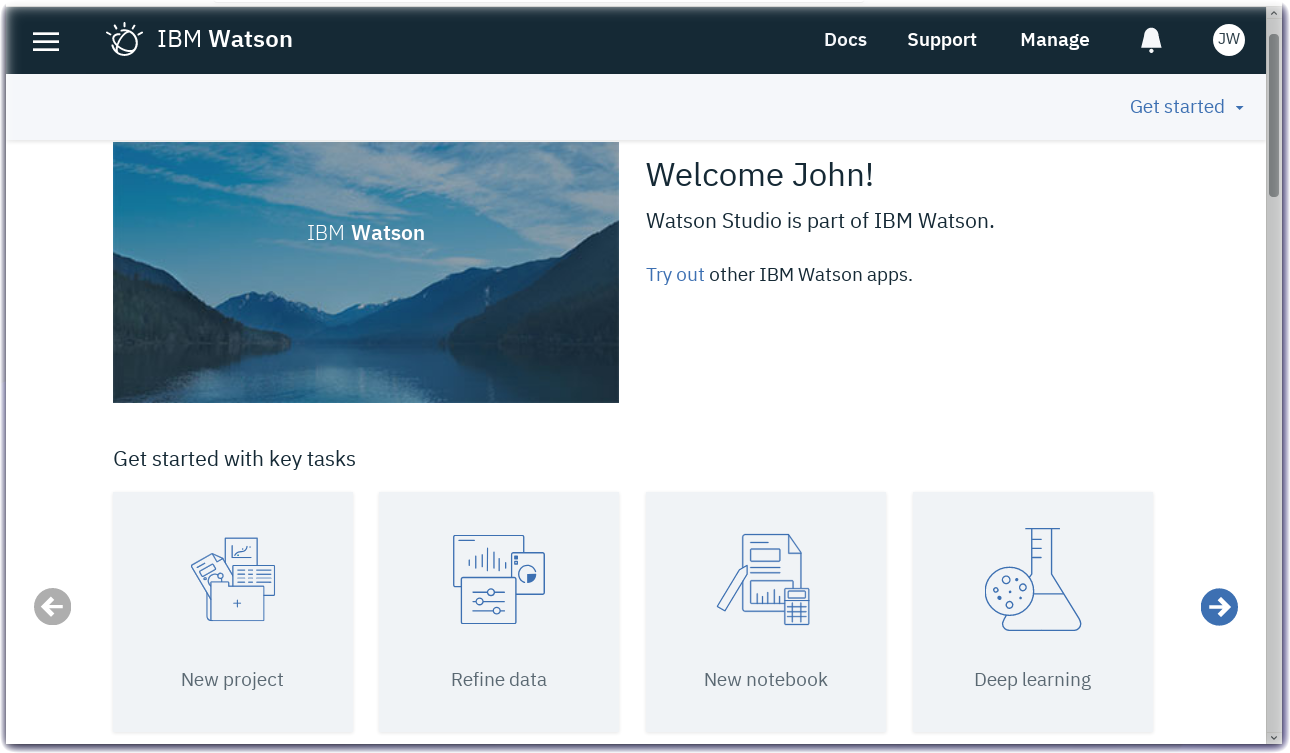 IBM Watson
Docs
Support
Manage
JW
Get started
IBM Watson
Welcome John!
Watson Studio is part of IBM Watson.
Try out other IBM Watson apps.
Get started with key tasks
New project
Refine data
New notebook
Deep learning